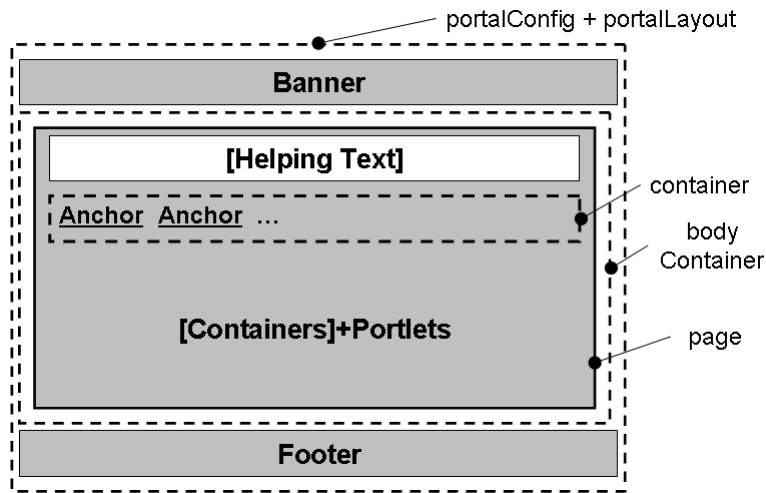 portalConfig + portalLayout
Banner
[Helping Text]
container
Anchor Anchor ...
body
Container
[Containers]+Portlets
page
Footer